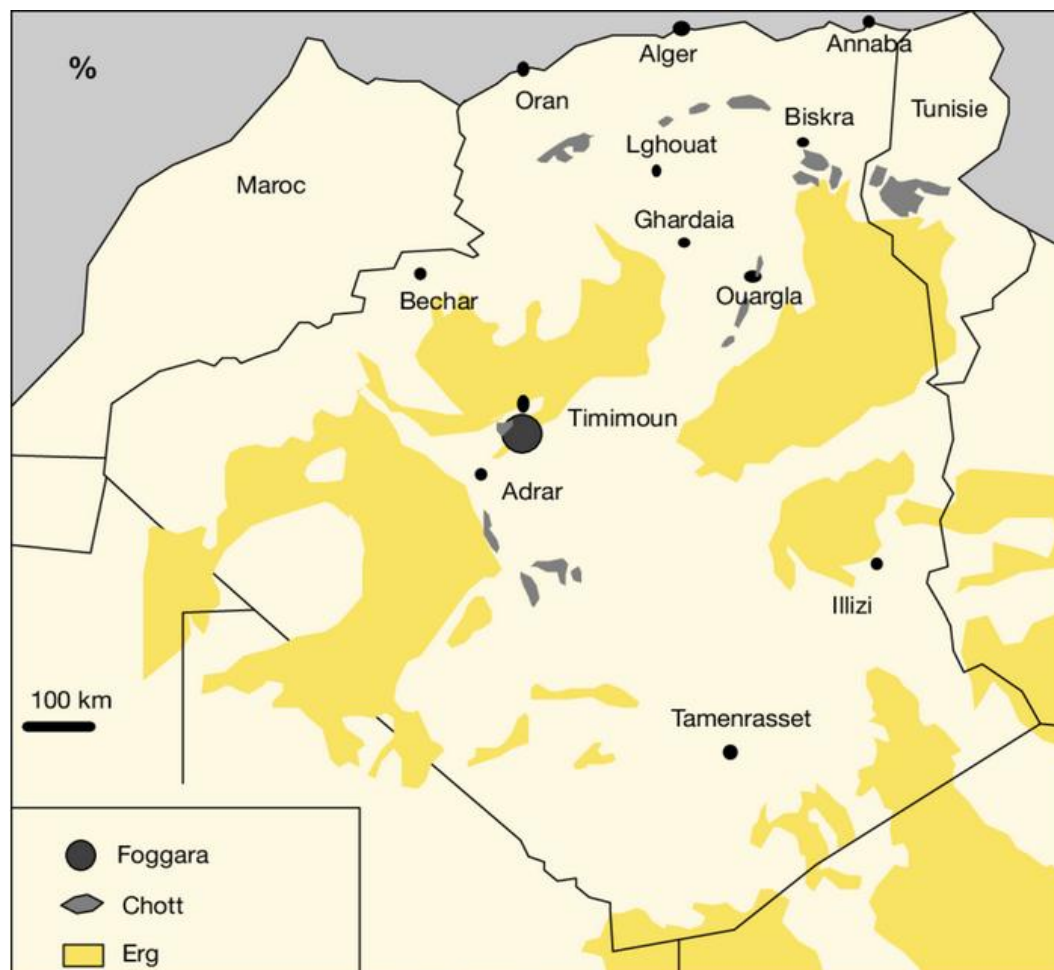 %
Alger
Annaba
Oran
Tunisie
Biskra
Lghouat
Maroc
Ghardaia
Bechar
Ouargla
Timimoun
Adrar
Illizi
100 km
Tamenrasset
Foggara
Chott
Erg